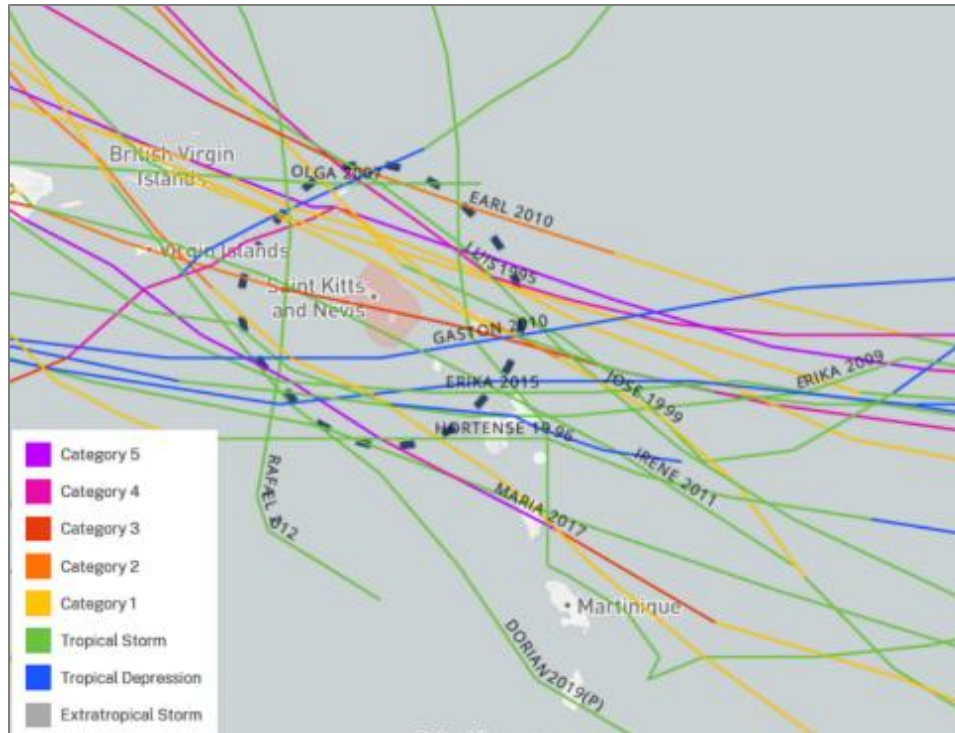 British Virgin
Islands
OLGA 2007
EARL 2010
Virgin Islands
LUIS 1995
Saint Kitts
and Nevis
GASTON 2010
ERIKA 2009
ERIKA 2015
JOSE 1999
HORTENSE 1996
IRENE 2011
MARIA 2017
RAFAEL
Martinique
DORIAN 2019(P)
Category 5
Category 4
Category 3
Category 2
Category 1
Tropical Storm
Tropical Depression
Extratropical Storm